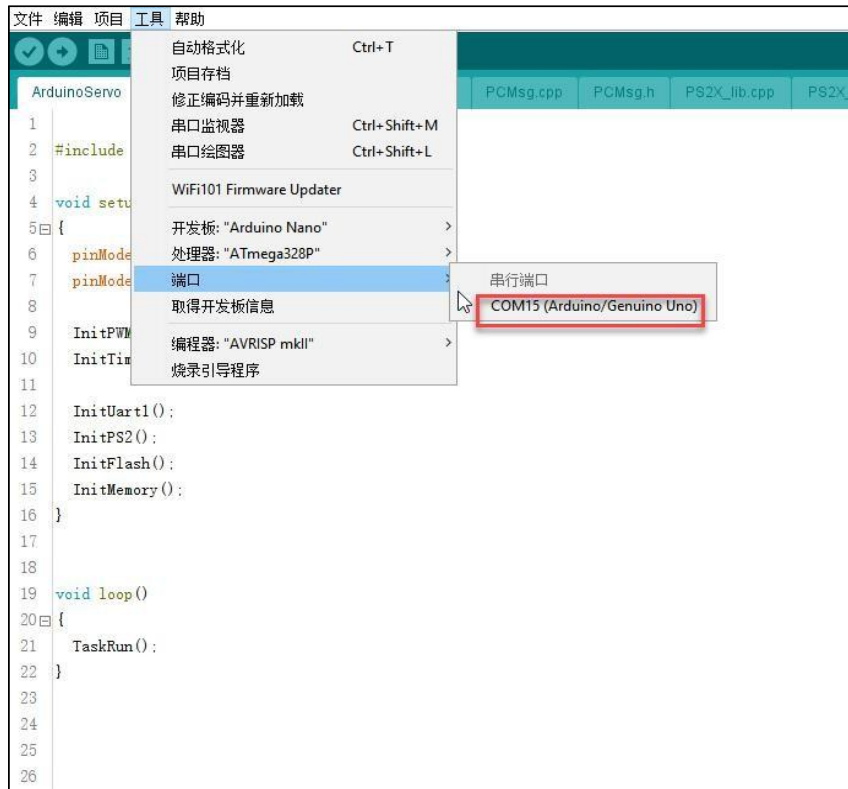 文件 编辑 项目 工具 帮助
自动格式化 Ctrl+T
项目存档
修正编码并重新加载
串口监视器 Ctrl+Shift+M
串口绘图器 Ctrl+Shift+L
WiFi101 Firmware Updater
开发板: "Arduino Nano"
处理器: "ATmega328P"
端口
取得开发板信息
编程器: "AVRISP mkII"
烧录引导程序
串行端口
COM15 (Arduino/Genuino Uno)
ArduinoServo PCMsg.cpp PCMsg.h PS2X_lib.cpp PS2X_
1
2 #include
3
4 void setu
5 {
6 pinMode
7 pinMode
8
9 InitPWM
10 InitTim
11
12 InitUart1();
13 InitPS2();
14 InitFlash();
15 InitMemory();
16 }
17
18
19 void loop()
20 {
21 TaskRun();
22 }
23
24
25
26